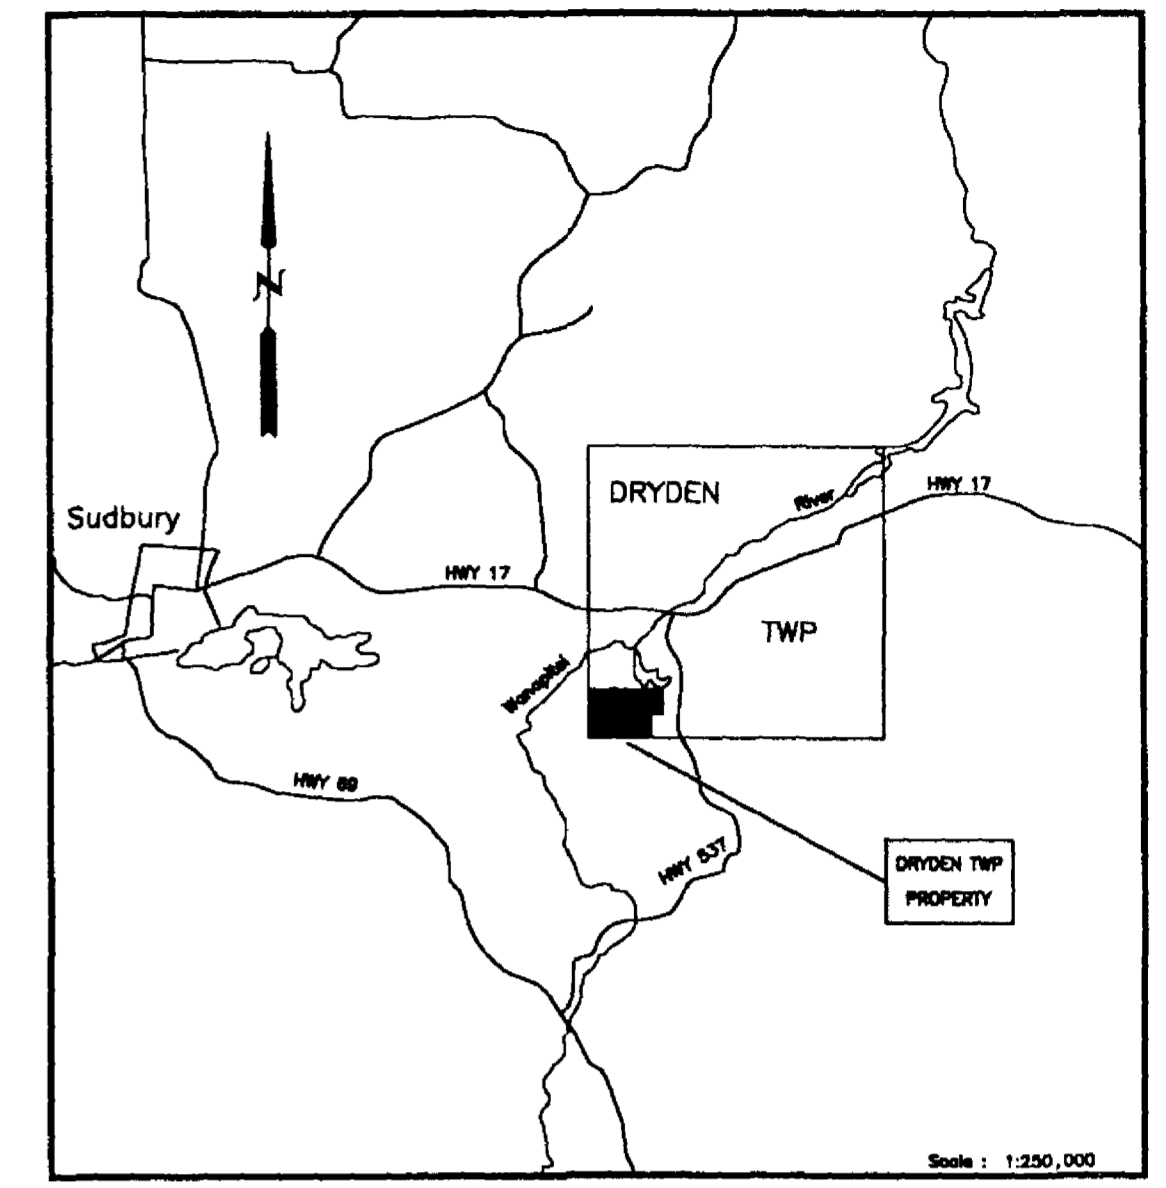 N
DRYDEN
HWY 17
River
Sudbury
HWY 17
TWP
Wanapitei
HWY 69
HWY 537
DRYDEN TWP
PROPERTY
Scale : 1:250,000